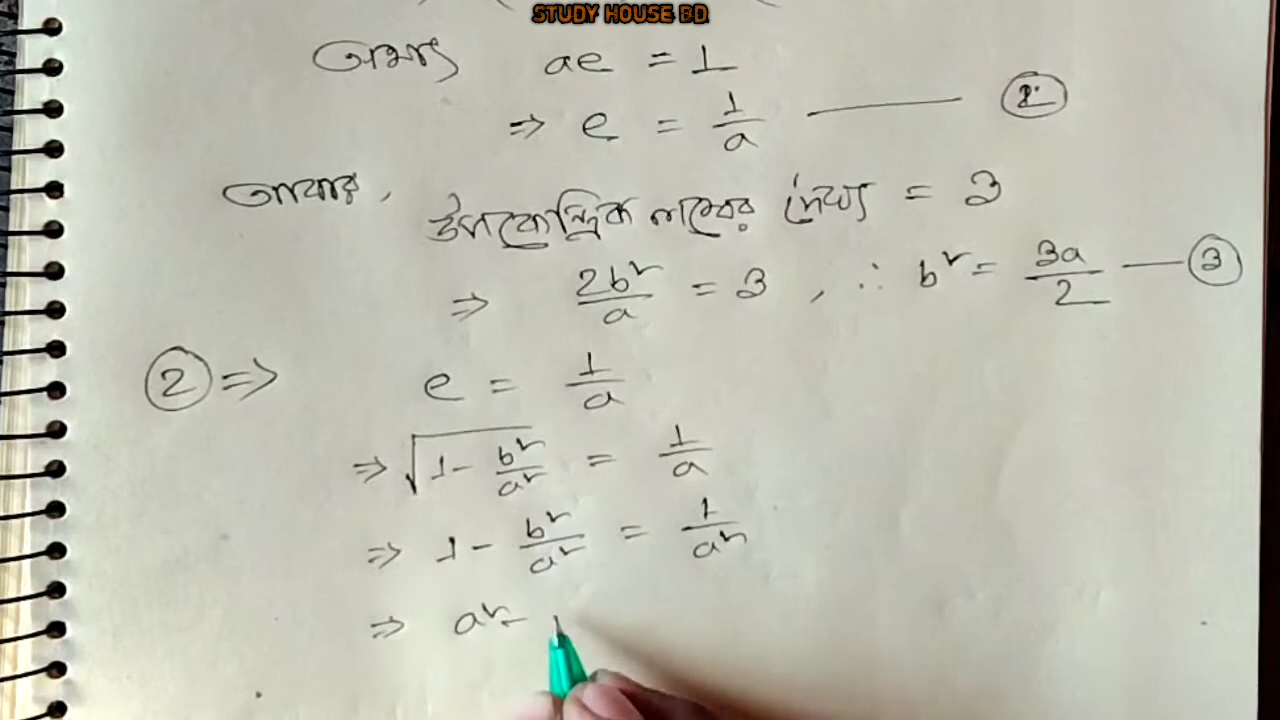 STUDY HOUSE BD
অর্থাৎ ae = 1
⇒ e = 1/a —— (2)
আবার, উপকেন্দ্রিক লম্বের দৈর্ঘ্য = 3
⇒ 2b²/a = 3 , ∴ b² = 3a/2 — (3)
(2) ⇒ e = 1/a
⇒ √(1 - b²/a²) = 1/a
⇒ 1 - b²/a² = 1/a²
⇒ a² -